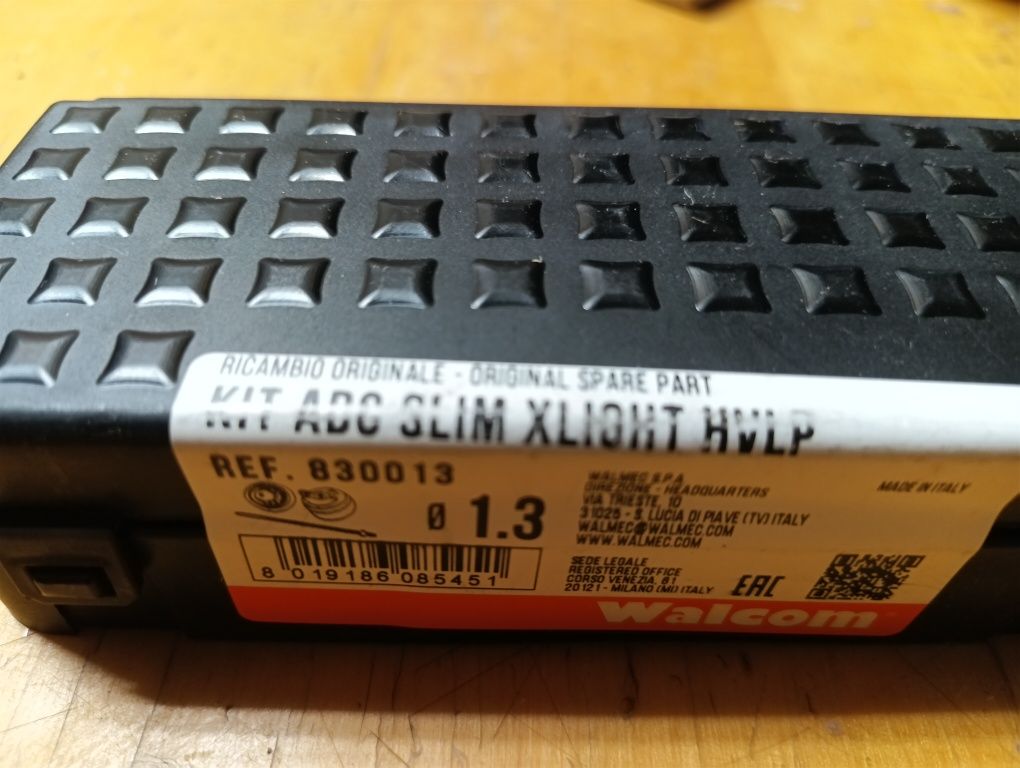 RICAMBIO ORIGINALE - ORIGINAL SPARE PART
KIT ABC SLIM XLIGHT HVLP
REF. 830013
Ø 1.3
8 019186 085451
WALMEC S.P.A
DIREZIONE - HEADQUARTERS
VIA TRIESTE, 10
31025 - S. LUCIA DI PIAVE (TV) ITALY
WALMEC@WALMEC.COM
WWW.WALMEC.COM
MADE IN ITALY
SEDE LEGALE
REGISTERED OFFICE
CORSO VENEZIA, 61
20121 - MILANO (MI) ITALY
EAC
Walcom